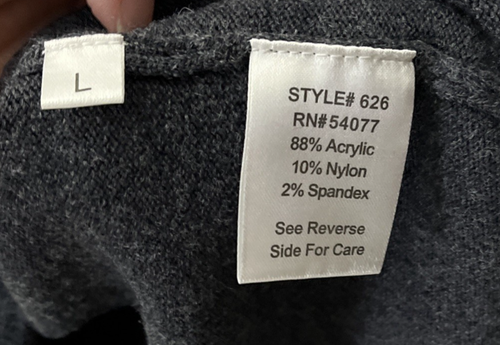 L
STYLE# 626
RN#54077
88% Acrylic
10% Nylon
2% Spandex
See Reverse
Side For Care